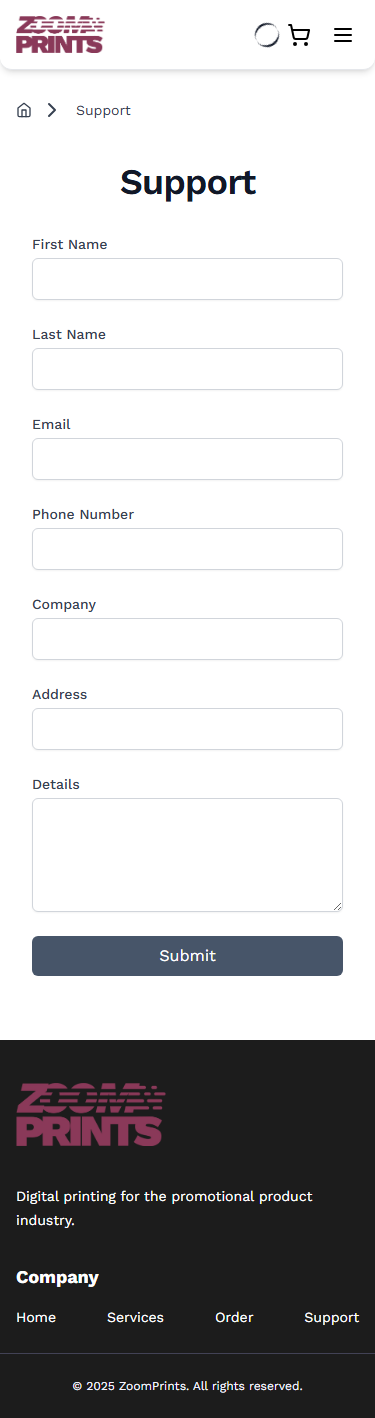 ZOOM
PRINTS
Support
Support
First Name
Last Name
Email
Phone Number
Company
Address
Details
Submit
ZOOM
PRINTS
Digital printing for the promotional product
industry.
Company
Home Services Order Support
© 2025 ZoomPrints. All rights reserved.